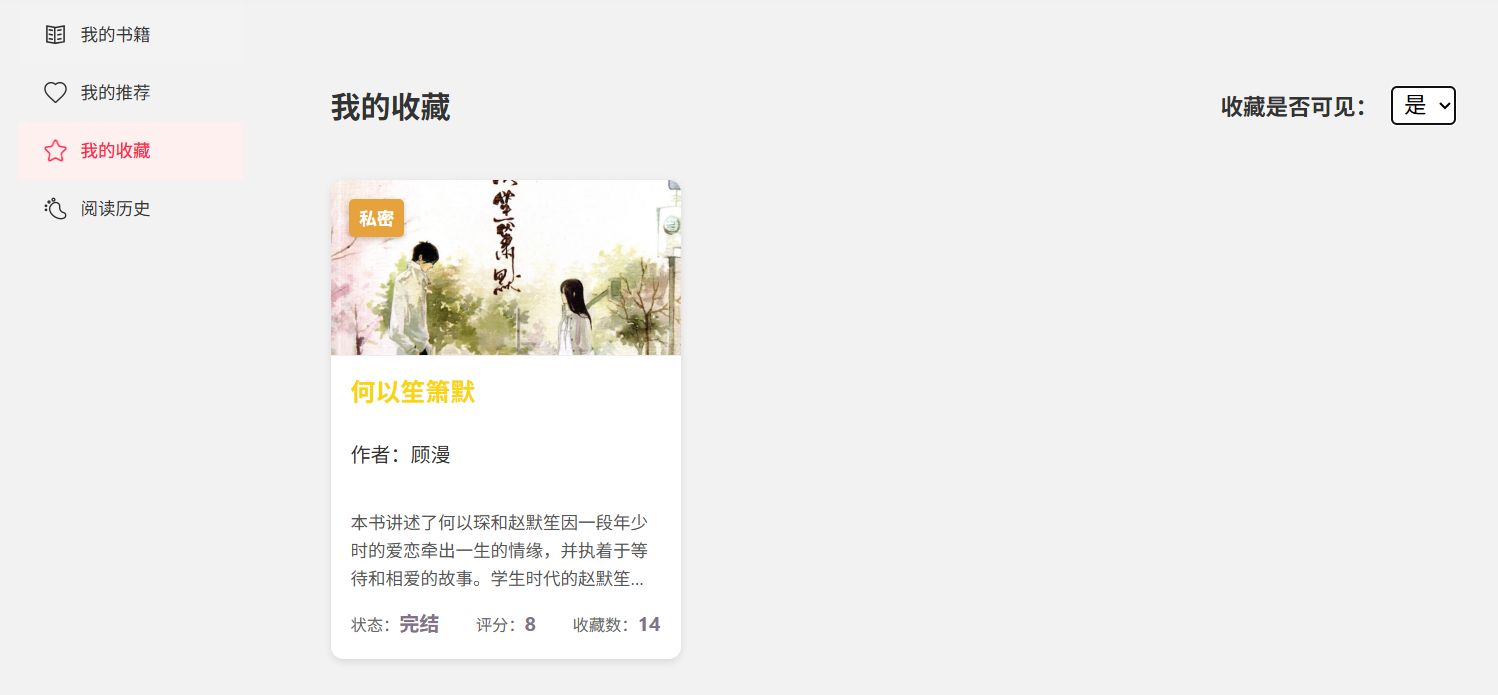 我的书籍
我的推荐
我的收藏
阅读历史
我的收藏
收藏是否可见：
是
私密
笙箫默
何以笙箫默
作者：顾漫
本书讲述了何以琛和赵默笙因一段年少
时的爱恋牵出一生的情缘，并执着于等
待和相爱的故事。学生时代的赵默笙...
状态：完结
评分：8
收藏数：14